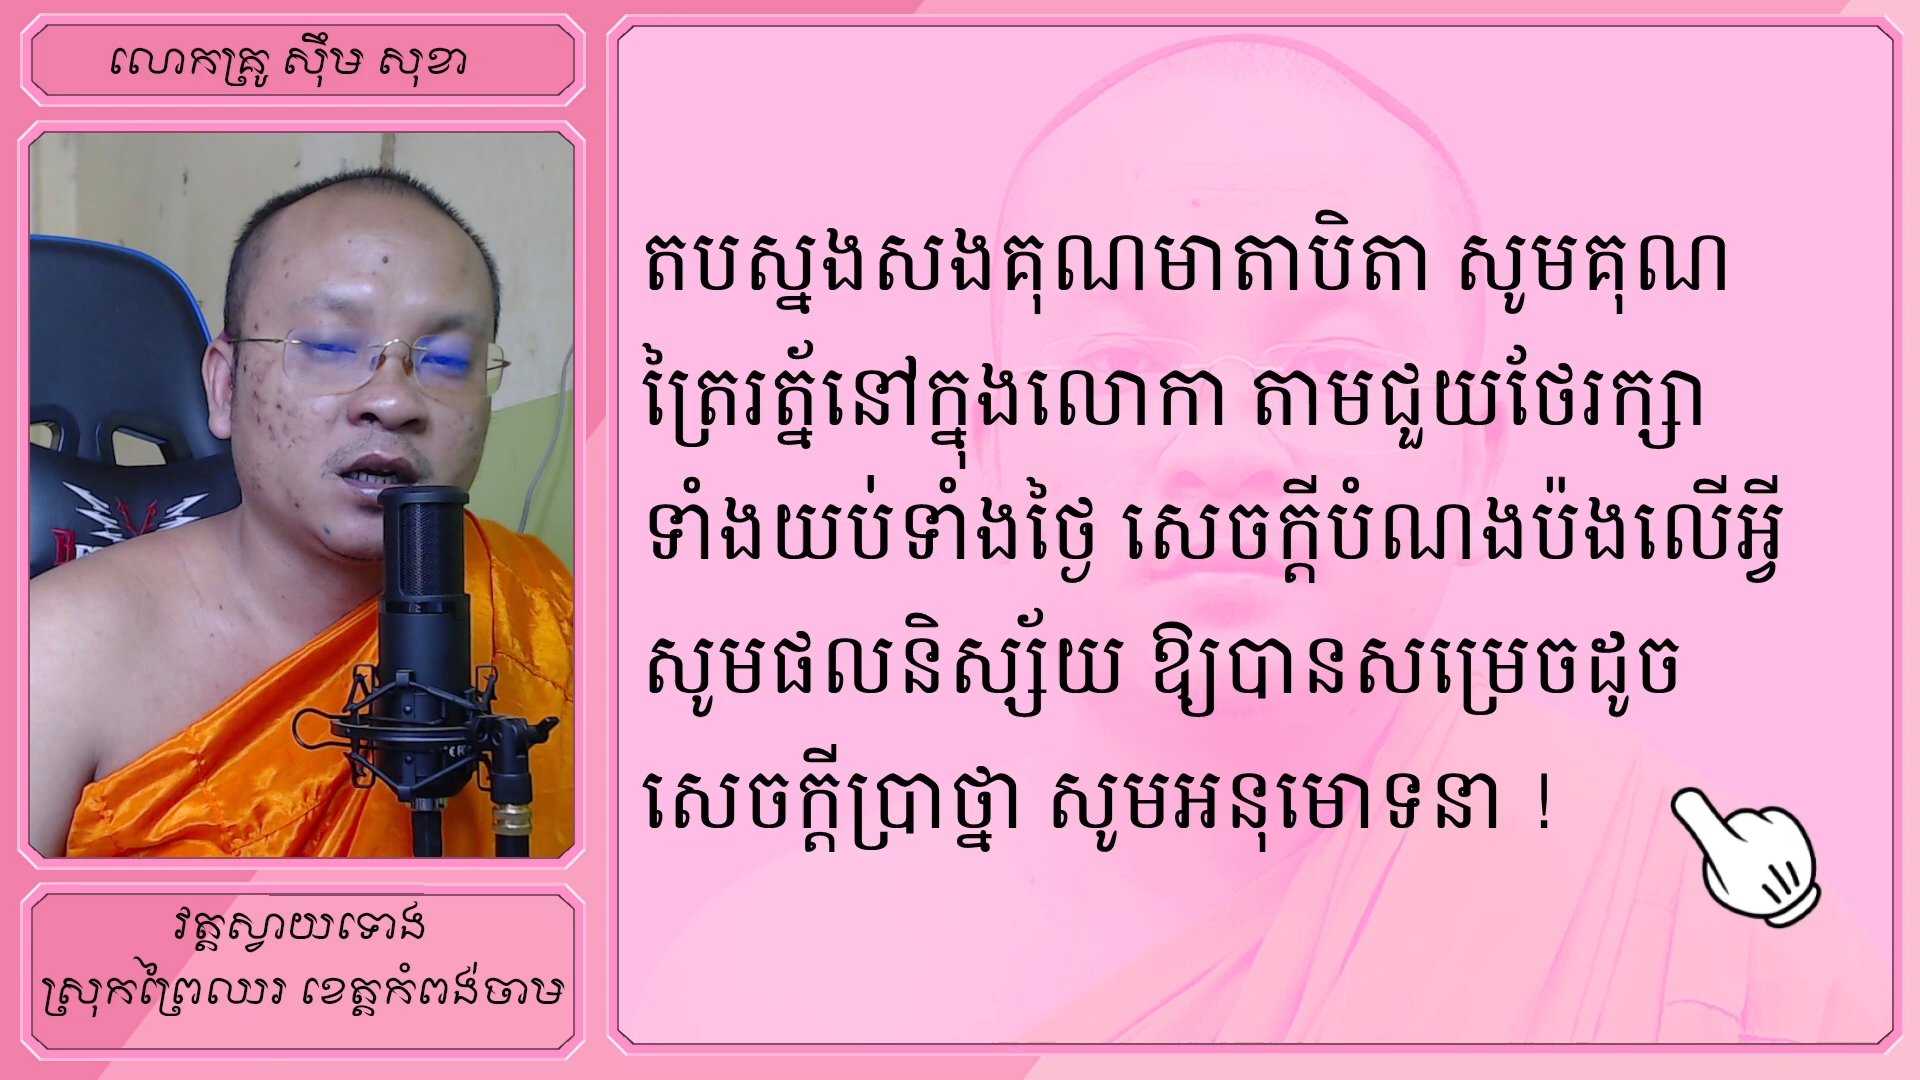 លោកគ្រូ ស៊ឹម សុខា
តបស្នងសងគុណមាតាបិតា សូមគុណ
ត្រៃរត្ន័នៅក្នុងលោកា តាមជួយថែរក្សា
ទាំងយប់ទាំងថ្ងៃ សេចក្ដីបំណងប៉ងលើអ្វី
សូមផលនិស្ស័យ ឱ្យបានសម្រេចដូច
សេចក្ដីប្រាថ្នា សូមអនុមោទនា !
វត្តស្វាយទោង
ស្រុកព្រៃឈរ ខេត្តកំពង់ចាម